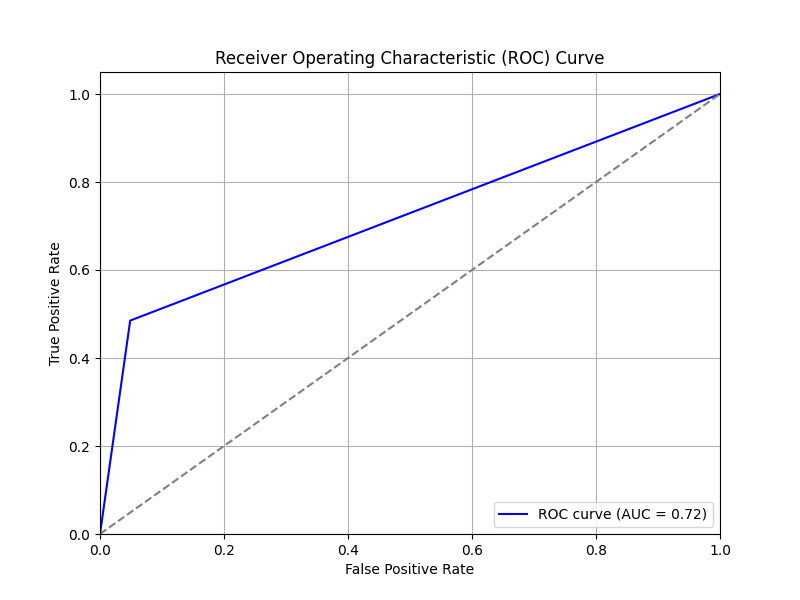 Receiver Operating Characteristic (ROC) Curve
1.0
0.8
0.6
0.4
0.2
0.0
True Positive Rate
ROC curve (AUC = 0.72)
0.0 0.2 0.4 0.6 0.8 1.0
False Positive Rate